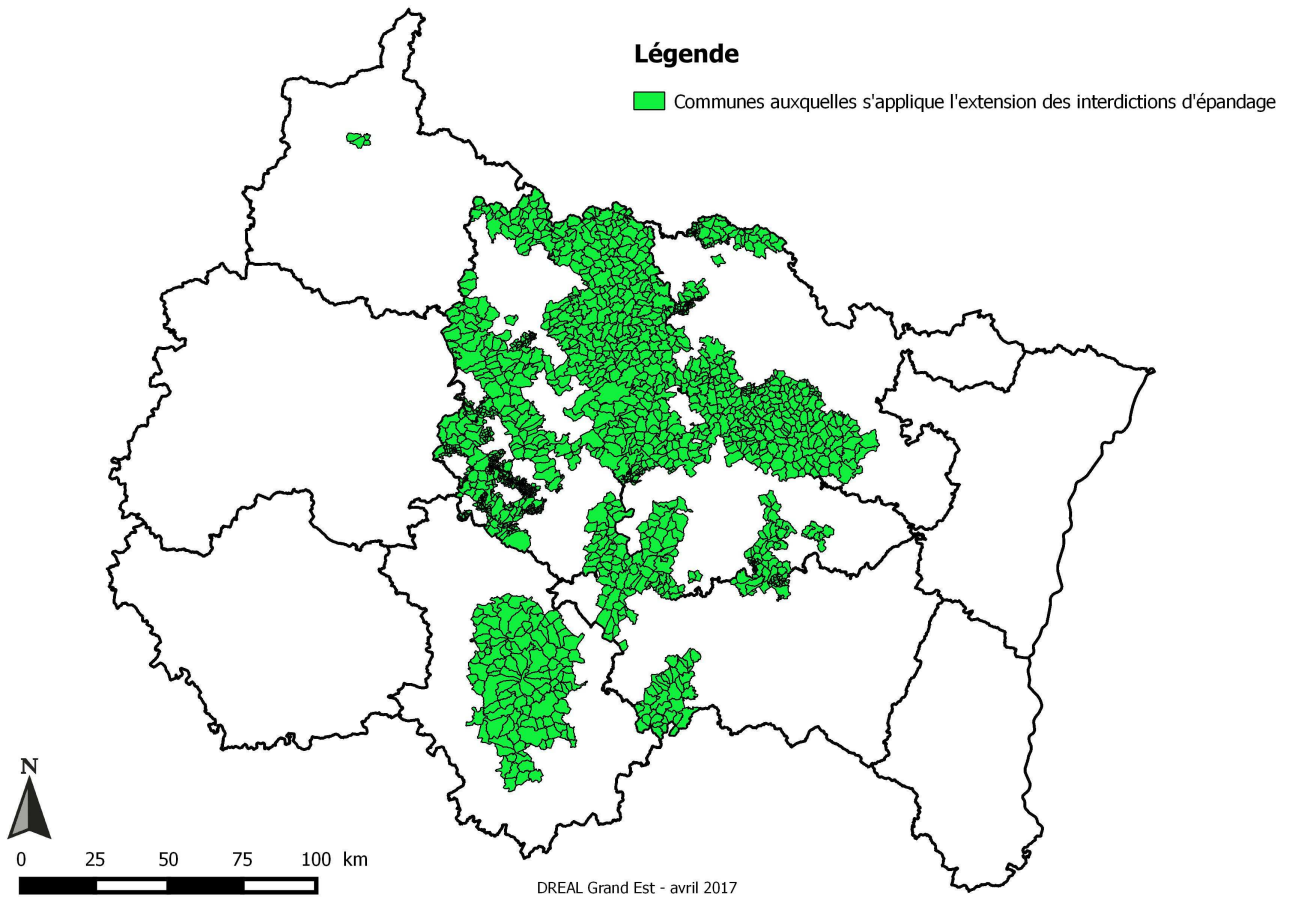 Légende
Communes auxquelles s'applique l'extension des interdictions d'épandage
N
0 25 50 75 100 km
DREAL Grand Est - avril 2017